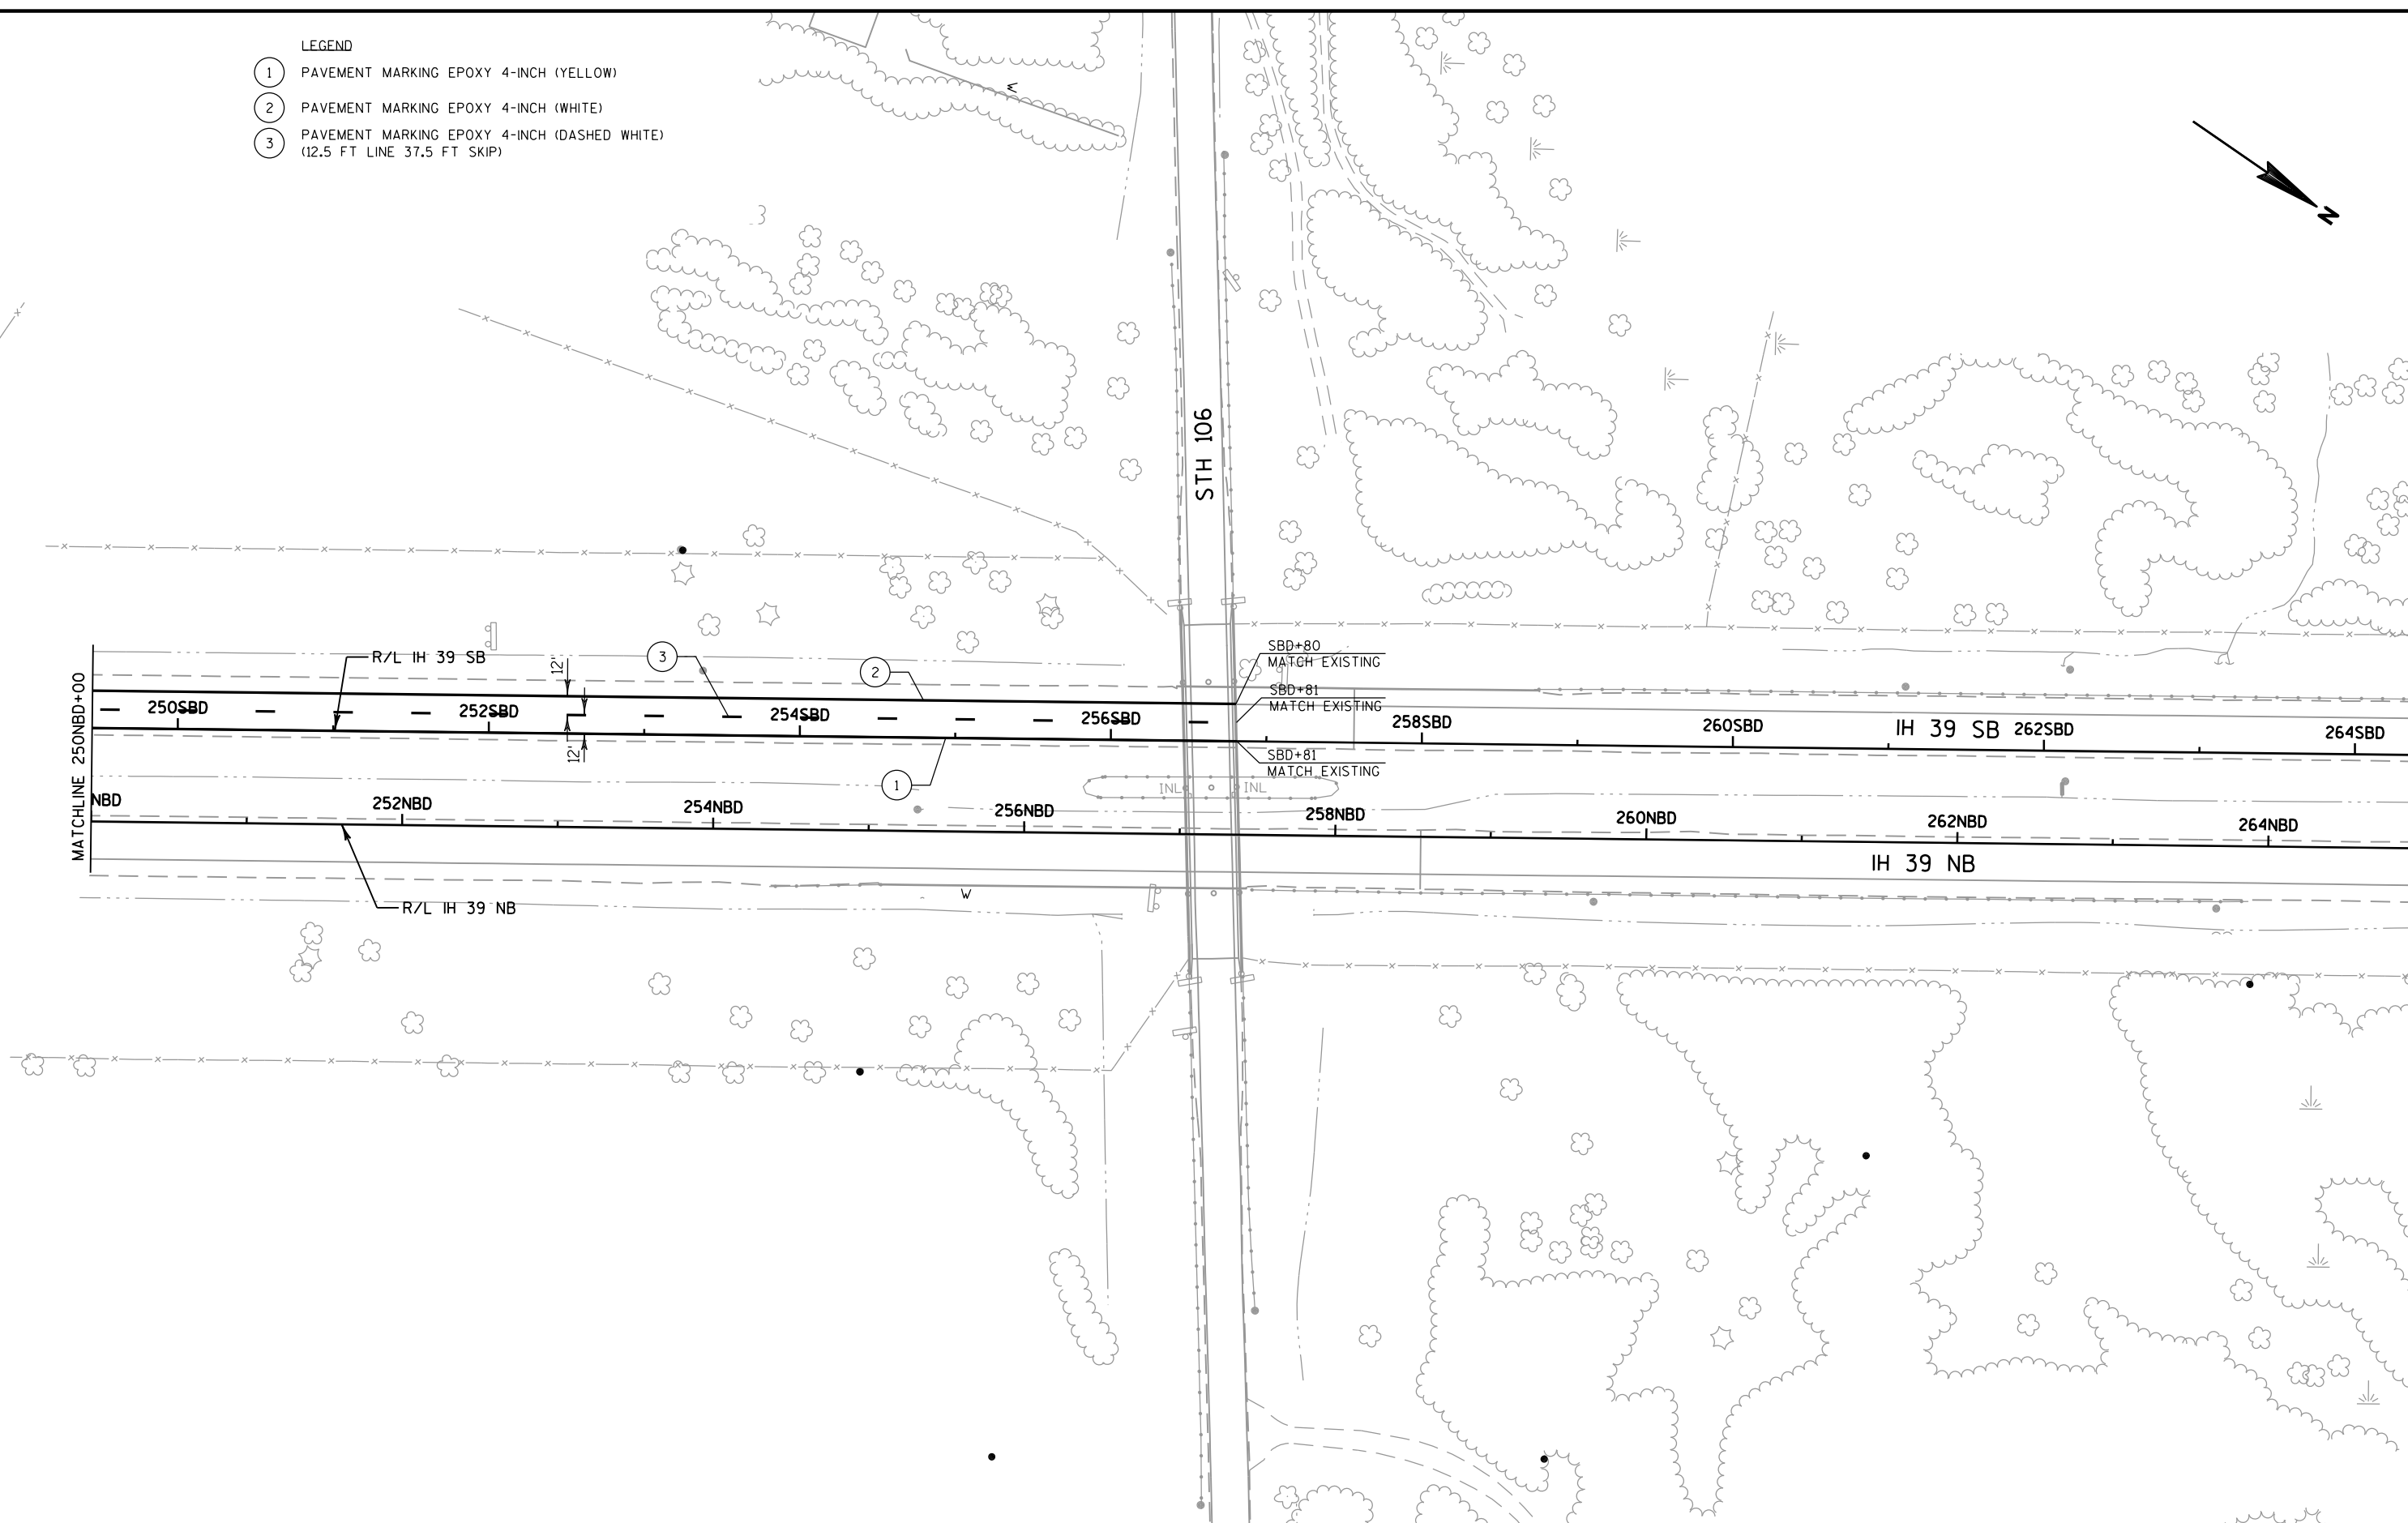 LEGEND
1 PAVEMENT MARKING EPOXY 4-INCH (YELLOW)
2 PAVEMENT MARKING EPOXY 4-INCH (WHITE)
3 PAVEMENT MARKING EPOXY 4-INCH (DASHED WHITE)
(12.5 FT LINE 37.5 FT SKIP)
W
N
STH 106
R/L IH 39 SB
12'
3
2
SBD+80
MATCH EXISTING
SBD+81
MATCH EXISTING
MATCHLINE 250NBD+00
250SBD
252SBD
254SBD
256SBD
258SBD
260SBD
IH 39 SB
262SBD
264SBD
12'
1
SBD+81
MATCH EXISTING
INL
INL
NBD
252NBD
254NBD
256NBD
258NBD
260NBD
262NBD
264NBD
IH 39 NB
W
R/L IH 39 NB